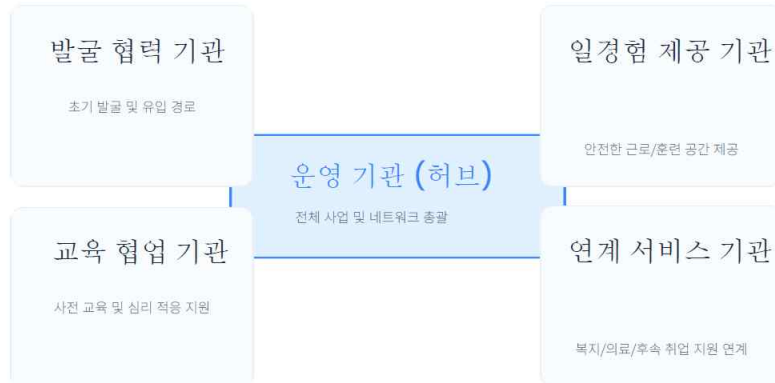 발굴 협력 기관
초기 발굴 및 유입 경로
일경험 제공 기관
안전한 근로/훈련 공간 제공
운영 기관 (허브)
전체 사업 및 네트워크 총괄
교육 협업 기관
사전 교육 및 심리 적응 지원
연계 서비스 기관
복지/의료/후속 취업 지원 연계